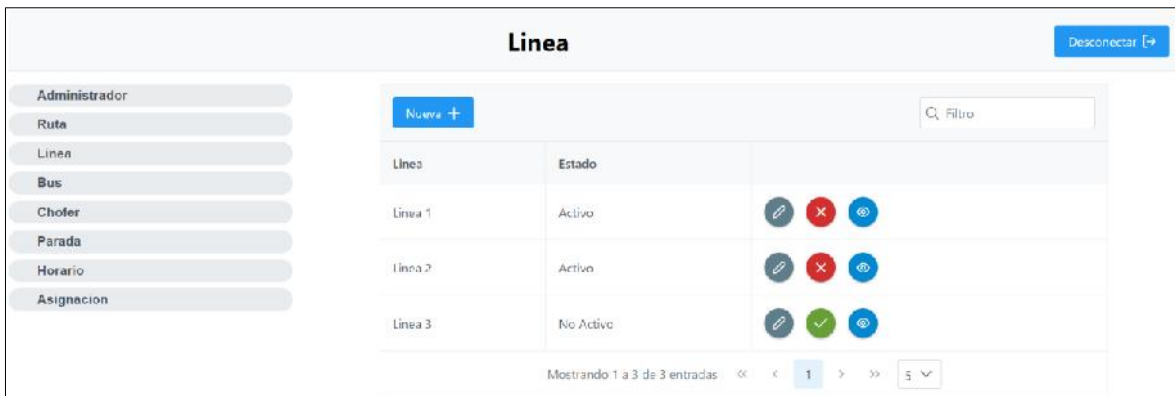 Linea
Desconectar
Administrador
Ruta
Linea
Bus
Chofer
Parada
Horario
Asignacion
Nueva +
Filtro
Linea
Estado
Linea 1
Activo
Linea 2
Activo
Linea 3
No Activo
Mostrando 1 a 3 de 3 entradas << < 1 > >> 5